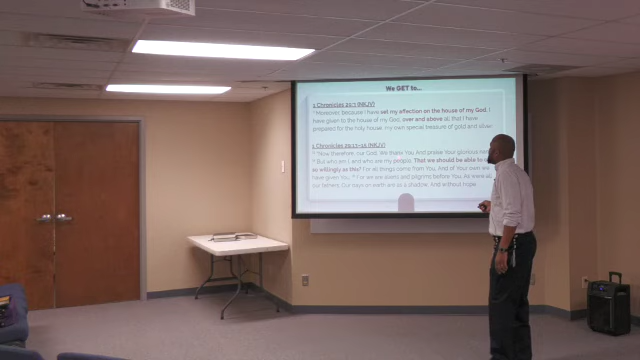 We GET to...
1 Chronicles 29:3 (NKJV)
Moreover, because I have set my affection on the house of my God, I
have given to the house of my God, over and above all that I have
prepared for the holy house, my own special treasure of gold and silver
1 Chronicles 29:13-15 (NKJV)
"Now therefore, our God, We thank You And praise Your glorious
But who am I, and who are my people, That we should be able to
so willingly as this? For all things come from You, And of Your own we
have given You. For we are aliens and pilgrims before You, As were all
our fathers; Our days on earth are as a shadow, And without hope.